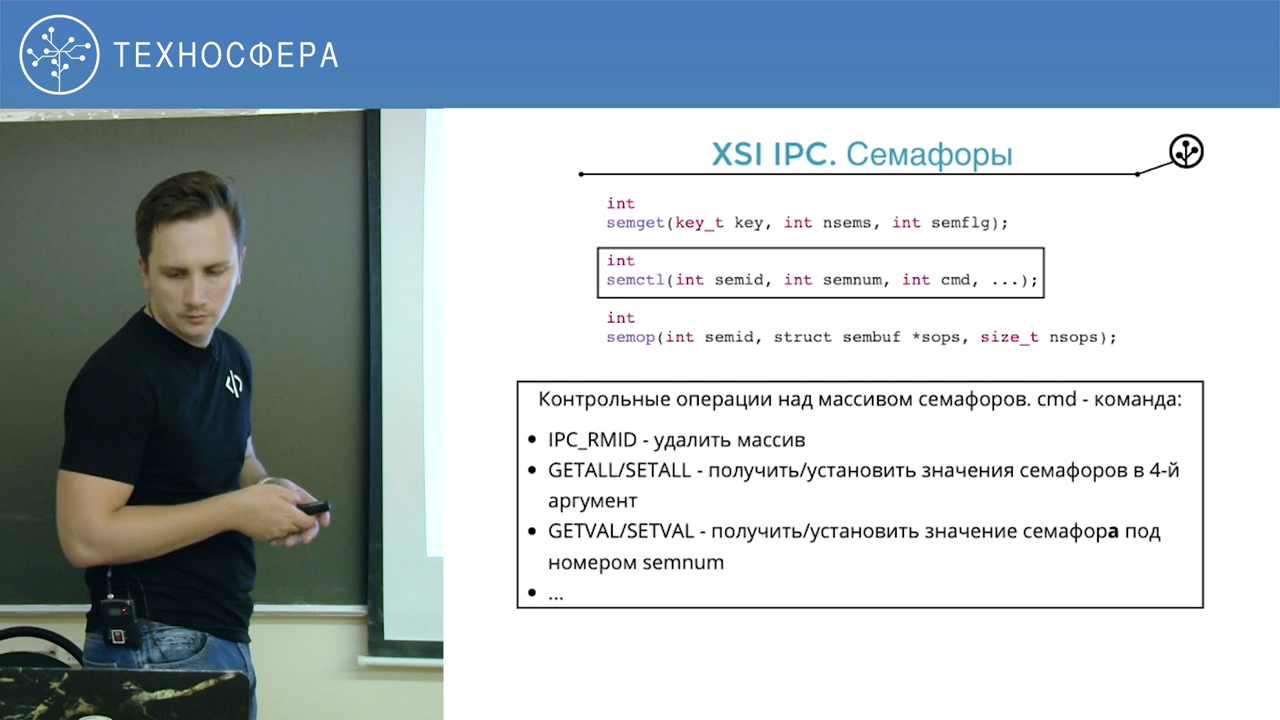 ТЕХНОСФЕРА
XSI IPC. Семафоры
int
semget(key_t key, int nsems, int semflg);
int
semctl(int semid, int semnum, int cmd, ...);
int
semop(int semid, struct sembuf *sops, size_t nsops);
Контрольные операции над массивом семафоров. cmd - команда:
• IPC_RMID - удалить массив
• GETALL/SETALL - получить/установить значения семафоров в 4-й
аргумент
• GETVAL/SETVAL - получить/установить значение семафора под
номером semnum
• ...